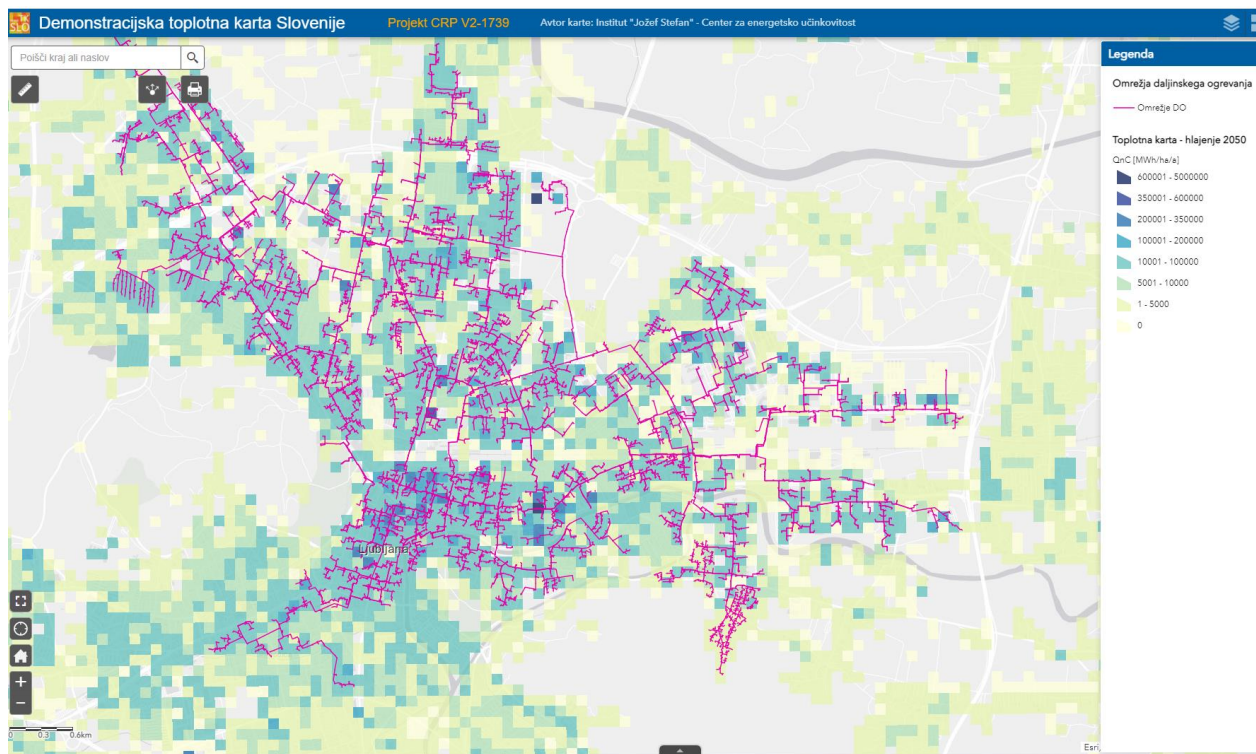 Demonstracijska toplotna karta Slovenije
Projekt CRP V2-1739
Avtor karte: Institut "Jožef Stefan" - Center za energetsko učinkovitost
Poišči kraj ali naslov
Legenda
Omrežja daljinskega ogrevanja
Omrežje DO
Toplotna karta - hlajenje 2050
QnC [MWh/ha/a]
600001 - 5000000
350001 - 600000
200001 - 350000
100001 - 200000
10001 - 100000
5001 - 10000
1 - 5000
0
Ljubljana
+
−
0 0.3 0.6km
Esri,